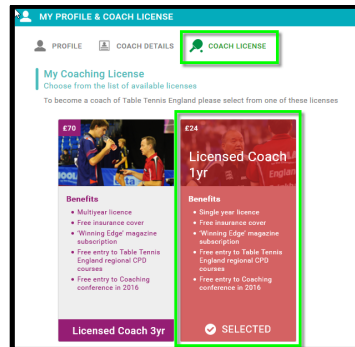 MY PROFILE & COACH LICENSE
PROFILE COACH DETAILS COACH LICENSE
My Coaching License
Choose from the list of available licenses
To become a coach of Table Tennis England please select from one of these licenses
£70
Benefits
• Multiyear licence
• Free insurance cover
• 'Winning Edge' magazine
subscription
• Free entry to Table Tennis
England regional CPD
courses
• Free entry to Coaching
conference in 2016
Licensed Coach 3yr
£24
Licensed Coach
1yr
Benefits
• Single year licence
• Free insurance cover
• 'Winning Edge' magazine
subscription
• Free entry to Table Tennis
England regional CPD
courses
• Free entry to Coaching
conference in 2016
SELECTED